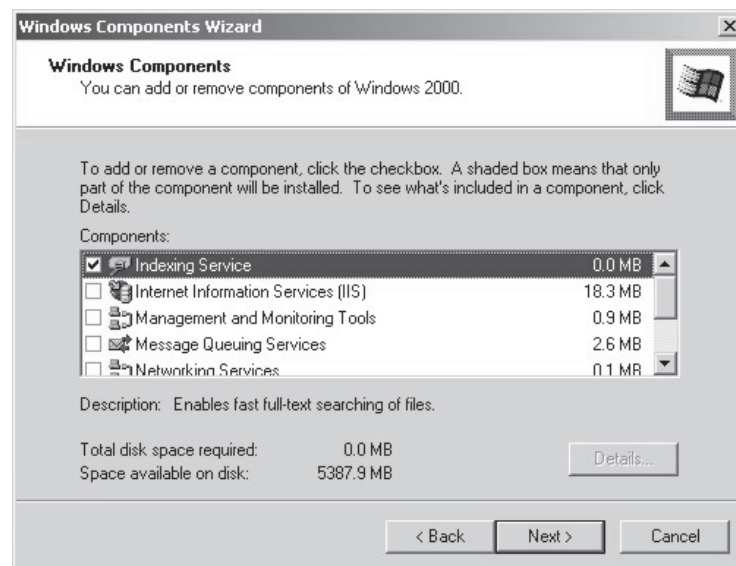 Windows Components Wizard
Windows Components
You can add or remove components of Windows 2000.
To add or remove a component, click the checkbox. A shaded box means that only
part of the component will be installed. To see what's included in a component, click
Details.
Components:
Indexing Service 0.0 MB
Internet Information Services (IIS) 18.3 MB
Management and Monitoring Tools 0.9 MB
Message Queuing Services 2.6 MB
Networking Services 0.1 MB
Description: Enables fast full-text searching of files.
Total disk space required: 0.0 MB
Space available on disk: 5387.9 MB
Details...
< Back Next > Cancel